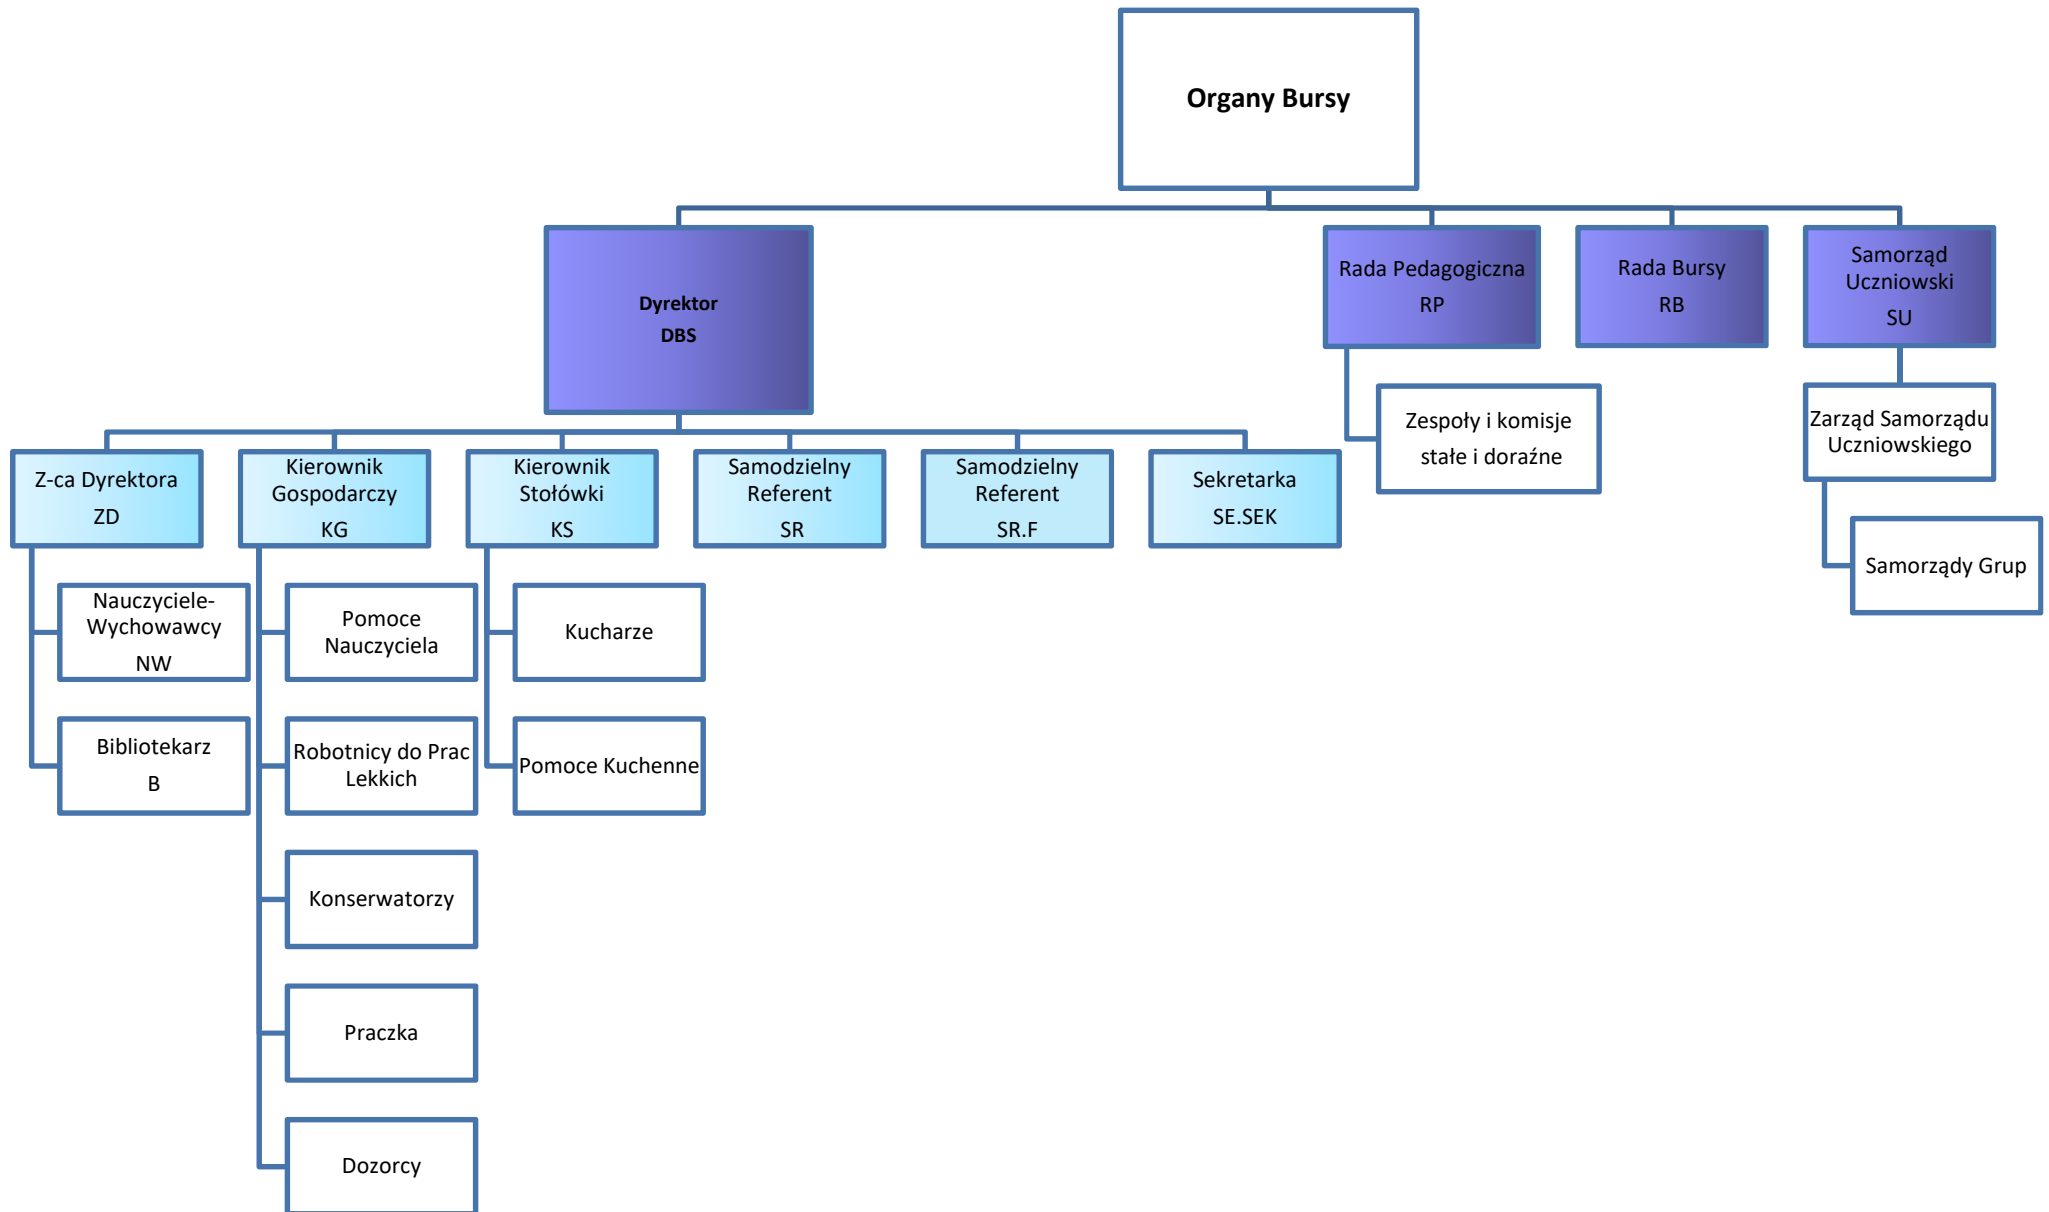 Organy Bursy
Dyrektor
DBS
Rada Pedagogiczna
RP
Rada Bursy
RB
Samorząd
Uczniowski
SU
Zespoły i komisje
stałe i doraźne
Zarząd Samorządu
Uczniowskiego
Samorządy Grup
Z-ca Dyrektora
ZD
Kierownik
Gospodarczy
KG
Kierownik
Stołówki
KS
Samodzielny
Referent
SR
Samodzielny
Referent
SR.F
Sekretarka
SE.SEK
Nauczyciele-
Wychowawcy
NW
Bibliotekarz
B
Pomoce
Nauczyciela
Robotnicy do Prac
Lekkich
Konserwatorzy
Praczka
Dozorcy
Kucharze
Pomoce Kuchenne